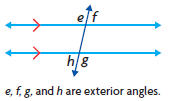 e f
h g
e, f, g, and h are exterior angles.